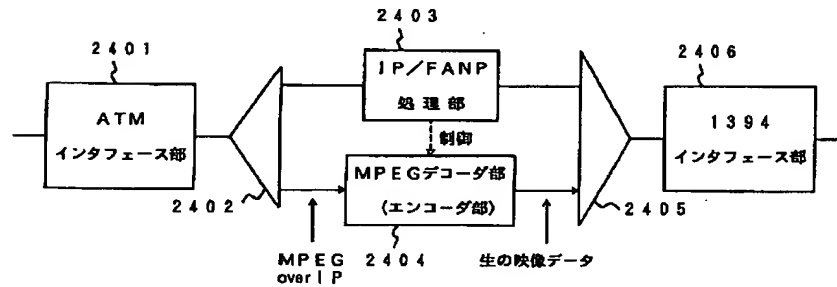 2401
ATM
インタフェース部
2402
2403
IP/FANP
処理部
制御
MPEGデコーダ部
(エンコーダ部)
2404
MPEG
over IP
生の映像データ
2405
2406
1394
インタフェース部